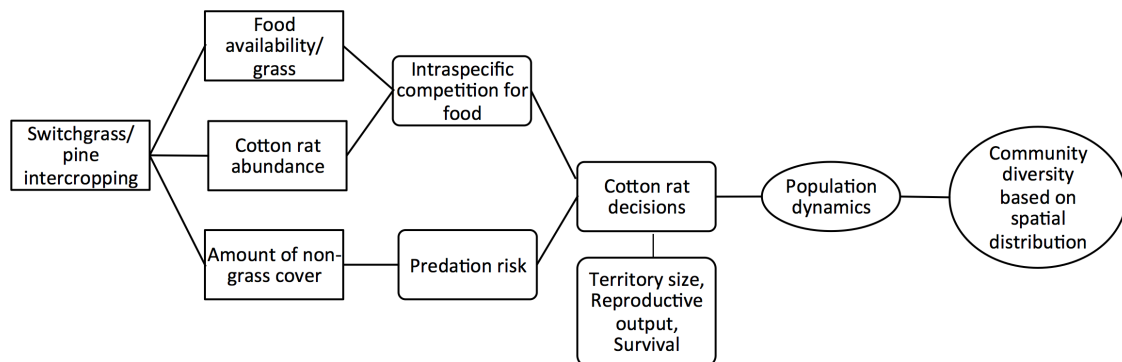 Food
availability/
grass
Intraspecific
competition for
food
Switchgrass/
pine
intercropping
Cotton rat
abundance
Amount of non-
grass cover
Predation risk
Cotton rat
decisions
Territory size,
Reproductive
output,
Survival
Population
dynamics
Community
diversity
based on
spatial
distribution